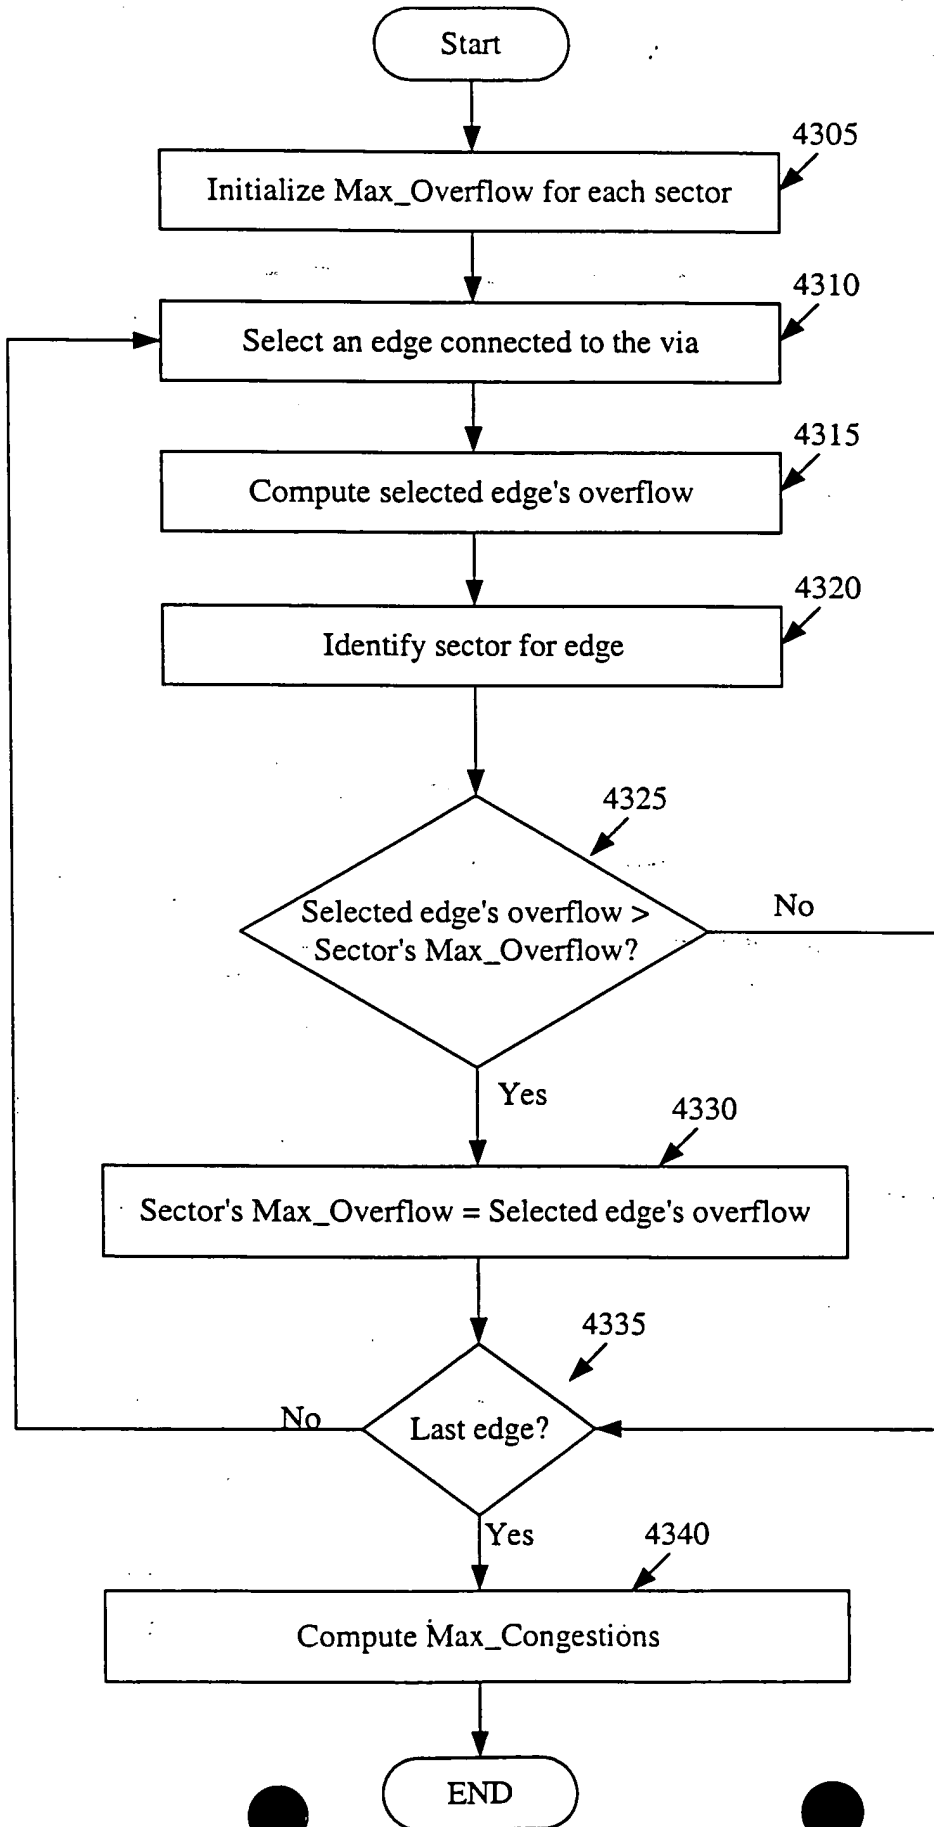 Start
4305
Initialize Max_Overflow for each sector
4310
Select an edge connected to the via
4315
Compute selected edge's overflow
4320
Identify sector for edge
4325
Selected edge's overflow >
Sector's Max_Overflow?
No
Yes
4330
Sector's Max_Overflow = Selected edge's overflow
4335
Last edge?
No
Yes
4340
Compute Max_Congestions
END